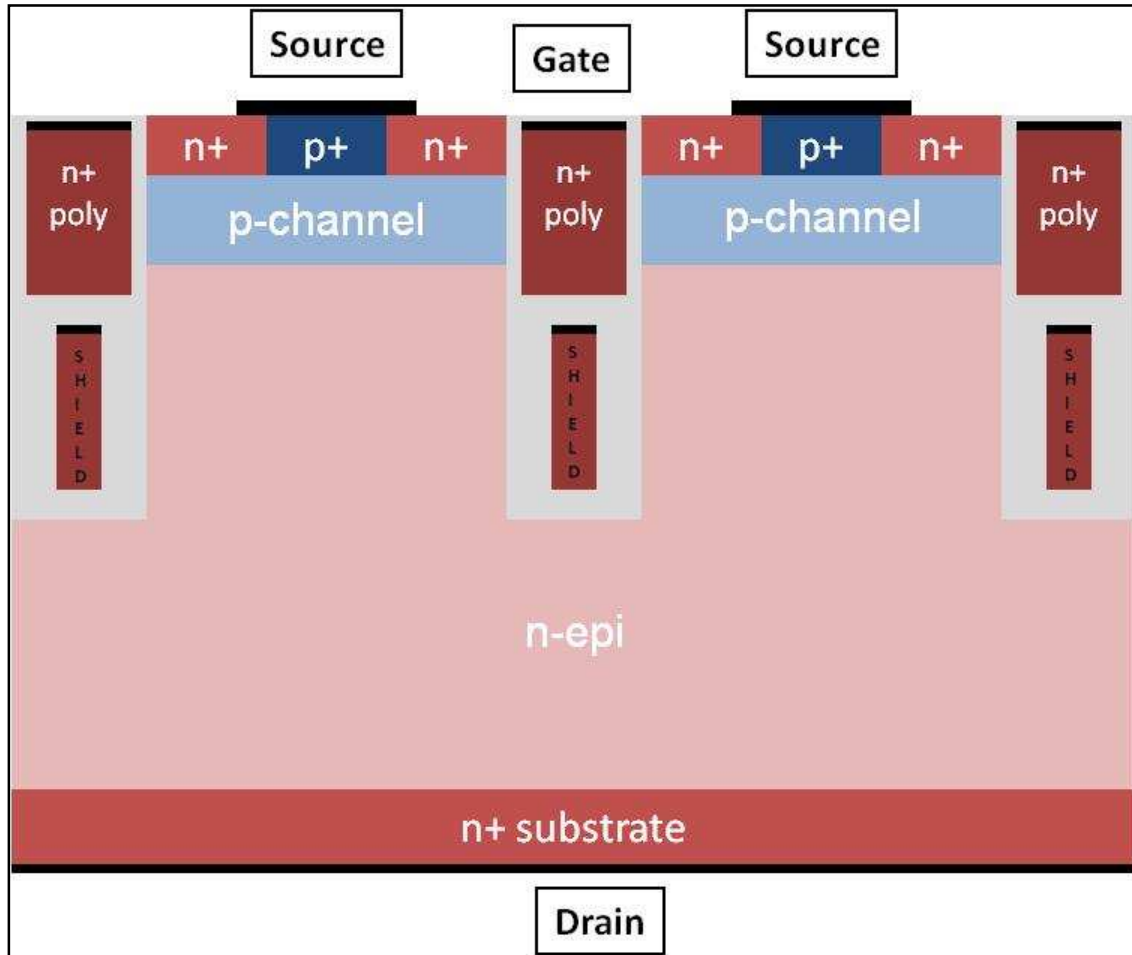 Source
Gate
Source
n+ p+ n+
n+ p+ n+
n+
poly
n+
poly
n+
poly
p-channel
p-channel
SHIELD
SHIELD
SHIELD
n-epi
n+ substrate
Drain